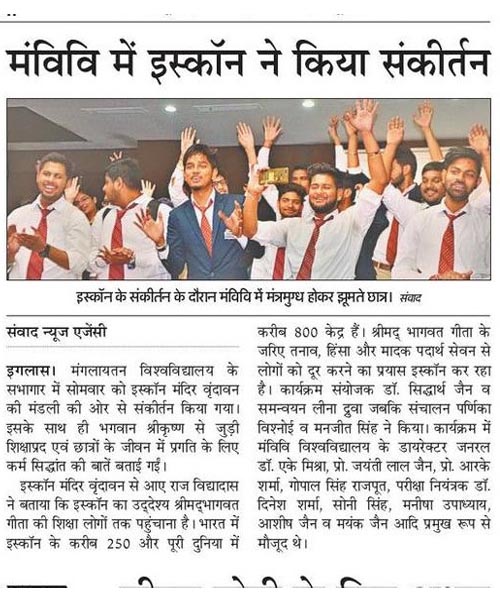 मंविवि में इस्कॉन ने किया संकीर्तन
इस्कॉन के संकीर्तन के दौरान मंविवि में मंत्रमुग्ध होकर झूमते छात्र। संवाद
संवाद न्यूज एजेंसी
इगलास। मंगलायतन विश्वविद्यालय के
सभागार में सोमवार को इस्कॉन मंदिर वृंदावन
की मंडली की ओर से संकीर्तन किया गया।
इसके साथ ही भगवान श्रीकृष्ण से जुड़ी
शिक्षाप्रद एवं छात्रों के जीवन में प्रगति के लिए
कर्म सिद्धांत की बातें बताई गईं।
इस्कॉन मंदिर वृंदावन से आए राज विद्यादास
ने बताया कि इस्कॉन का उद्‌देश्य श्रीमद्‌भागवत
गीता की शिक्षा लोगों तक पहुंचाना है। भारत में
इस्कॉन के करीब 250 और पूरी दुनिया में
करीब 800 केंद्र हैं। श्रीमद् भागवत गीता के
जरिए तनाव, हिंसा और मादक पदार्थ सेवन से
लोगों को दूर करने का प्रयास इस्कॉन कर रहा
है। कार्यक्रम संयोजक डॉ. सिद्धार्थ जैन व
समन्वयन लीना द्रुवा जबकि संचालन पर्णिका
विश्नोई व मनजीत सिंह ने किया। कार्यक्रम में
मंविवि विश्वविद्यालय के डायरेक्टर जनरल
डॉ. एके मिश्रा, प्रो. जयंती लाल जैन, प्रो. आरके
शर्मा, गोपाल सिंह राजपूत, परीक्षा नियंत्रक डॉ.
दिनेश शर्मा, सोनी सिंह, मनीषा उपाध्याय,
आशीष जैन व मयंक जैन आदि प्रमुख रूप से
मौजूद थे।